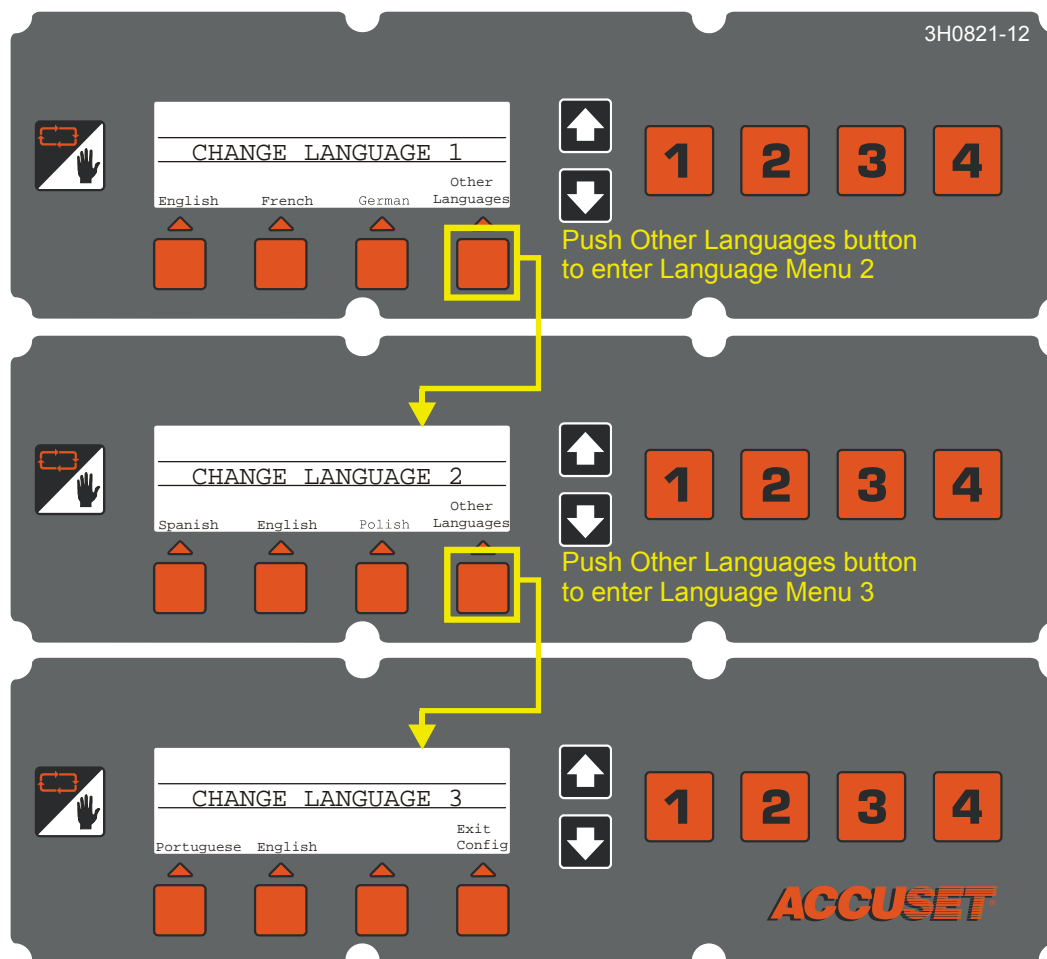 3H0821-12
CHANGE LANGUAGE 1
English French German Other Languages
1 2 3 4
Push Other Languages button
to enter Language Menu 2
CHANGE LANGUAGE 2
Spanish English Polish Other Languages
1 2 3 4
Push Other Languages button
to enter Language Menu 3
CHANGE LANGUAGE 3
Portuguese English Exit Config
1 2 3 4
ACCUSET